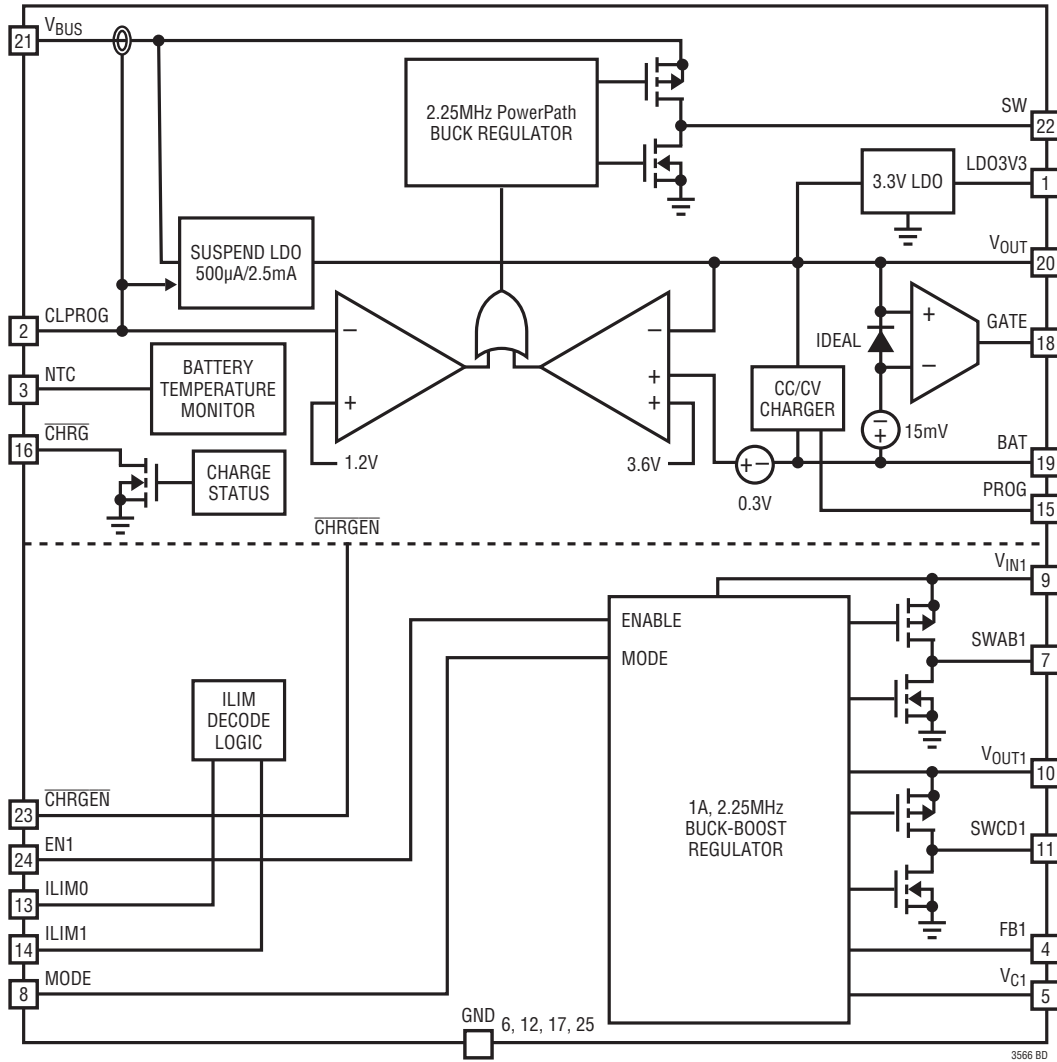 VBUS
21
2.25MHz PowerPath
BUCK REGULATOR
SW
22
LDO3V3
3.3V LDO
1
SUSPEND LDO
500µA/2.5mA
VOUT
20
CLPROG
2
–
–
+
+
+
+
–
IDEAL
GATE
18
NTC
3
BATTERY
TEMPERATURE
MONITOR
CC/CV
CHARGER
–
+
15mV
CHRG
16
CHARGE
STATUS
1.2V
3.6V
+ –
0.3V
BAT
19
PROG
15
CHRGEN
VIN1
9
ENABLE
MODE
SWAB1
7
ILIM
DECODE
LOGIC
VOUT1
10
1A, 2.25MHz
BUCK-BOOST
REGULATOR
SWCD1
11
CHRGEN
23
EN1
24
ILIM0
13
ILIM1
14
MODE
8
FB1
4
VC1
5
GND
6, 12, 17, 25
3566 BD